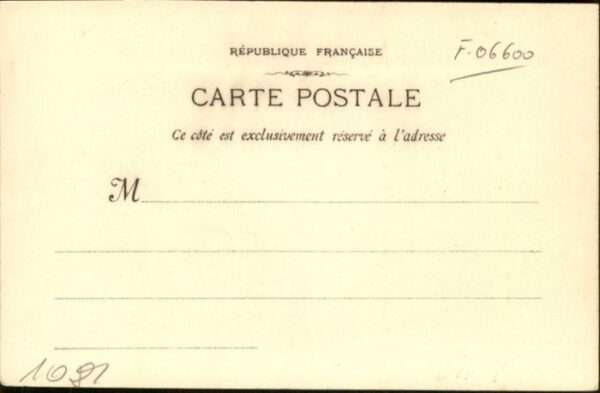 RÉPUBLIQUE FRANÇAISE
F. 06600
CARTE POSTALE
Ce côté est exclusivement réservé à l'adresse
M
1091